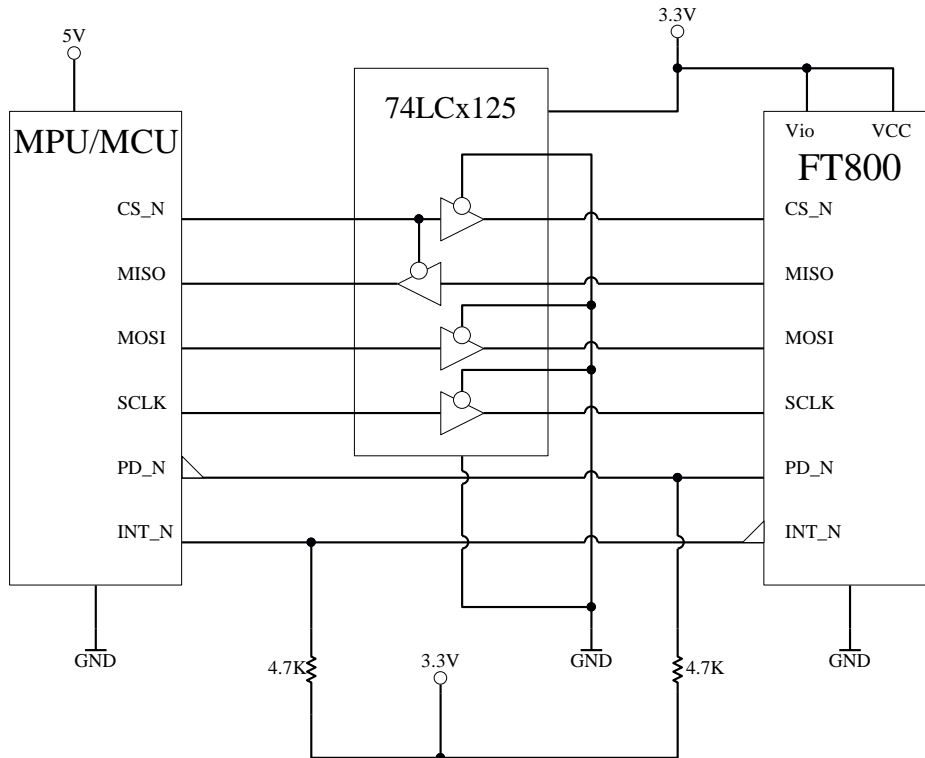 5V
3.3V
MPU/MCU
74LCx125
Vio
VCC
FT800
CS_N
MISO
MOSI
SCLK
PD_N
INT_N
CS_N
MISO
MOSI
SCLK
PD_N
INT_N
GND
GND
GND
4.7K
3.3V
4.7K